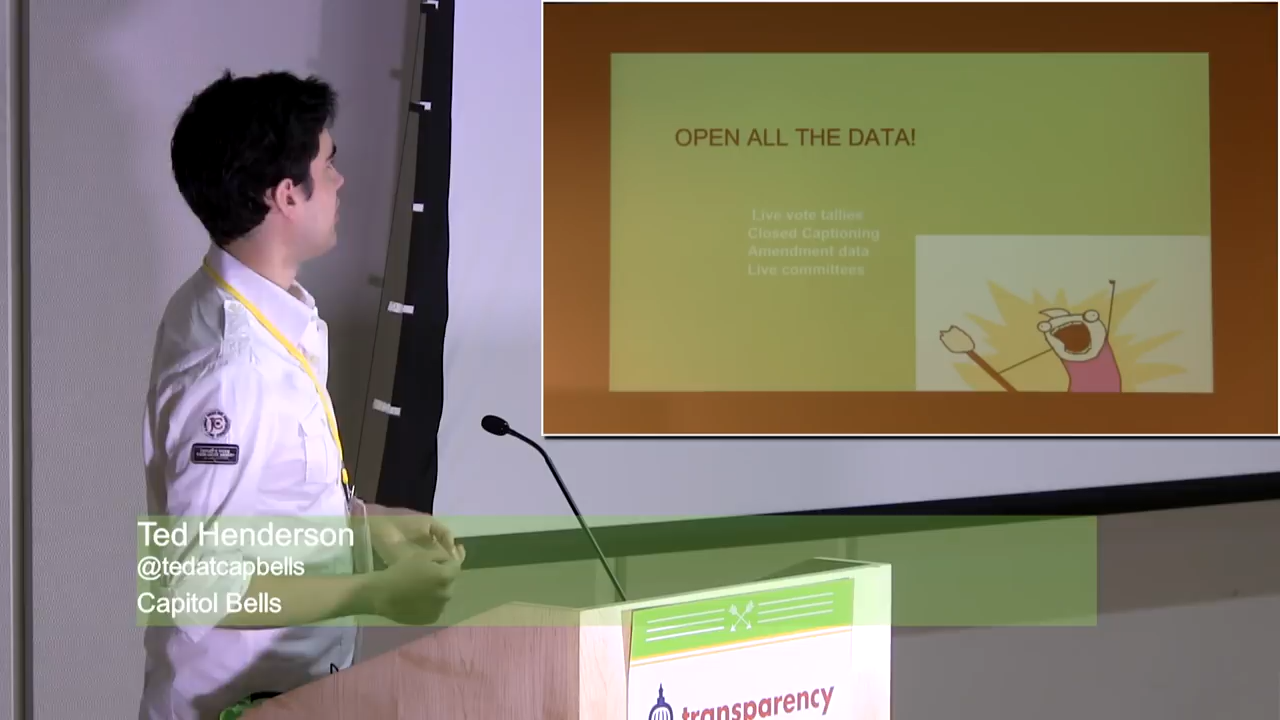 OPEN ALL THE DATA!
Live vote tallies
Closed Captioning
Amendment data
Live committees
Ted Henderson
@tedatcapbells
Capitol Bells
transparency